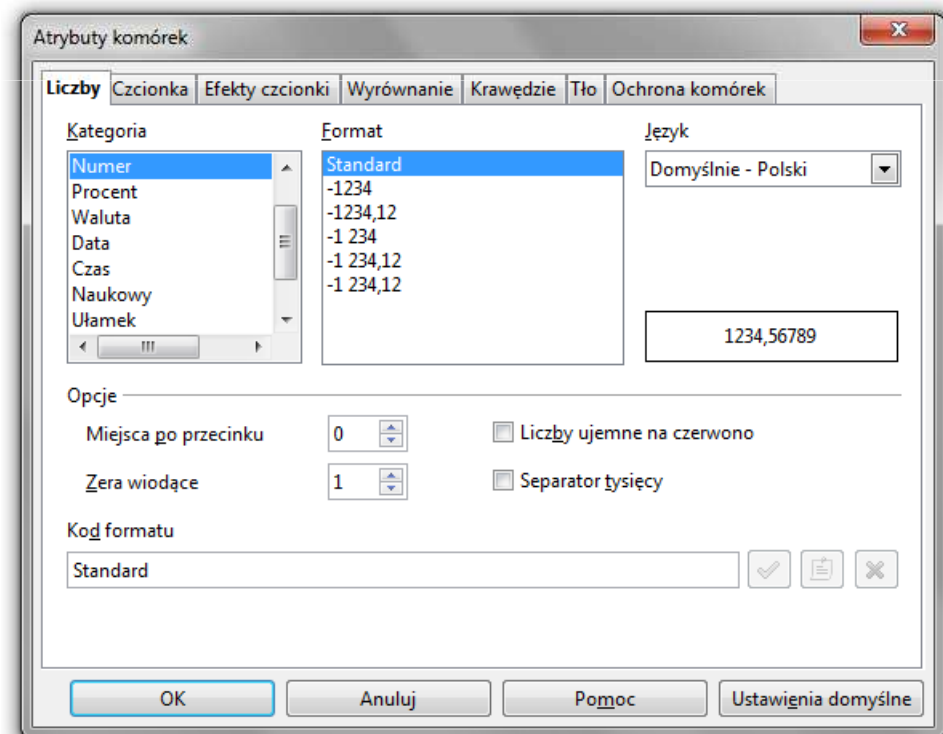 Atrybuty komórek
Liczby Czcionka Efekty czcionki Wyrównanie Krawędzie Tło Ochrona komórek
Kategoria Format Język
Numer Standard Domyślnie - Polski
Procent -1234
Waluta -1234,12
Data -1 234
Czas -1 234,12
Naukowy -1 234,12
Ułamek
1234,56789
Opcje
Miejsca po przecinku 0 Liczby ujemne na czerwono
Zera wiodące 1 Separator tysięcy
Kod formatu
Standard
OK Anuluj Pomoc Ustawienia domyślne